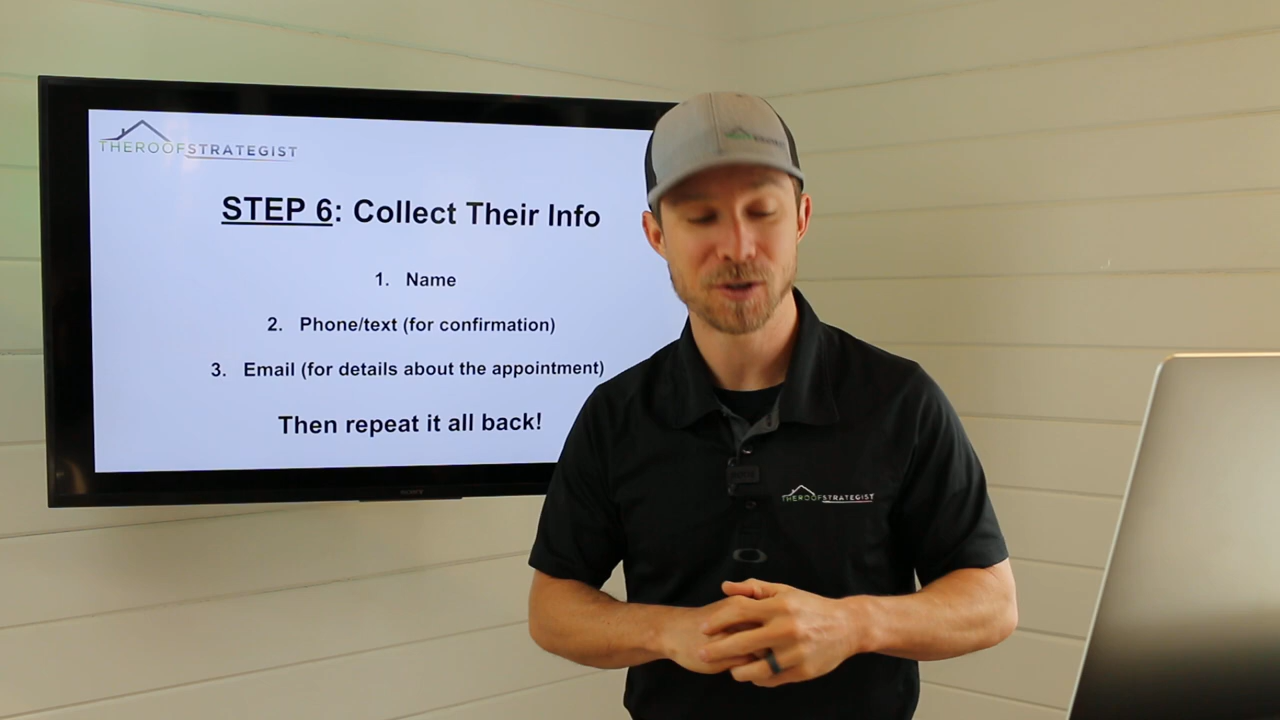 THEROOFSTRATEGIST
STEP 6: Collect Their Info
1. Name
2. Phone/text (for confirmation)
3. Email (for details about the appointment)
Then repeat it all back!
SONY
THEROOFSTRATEGIST